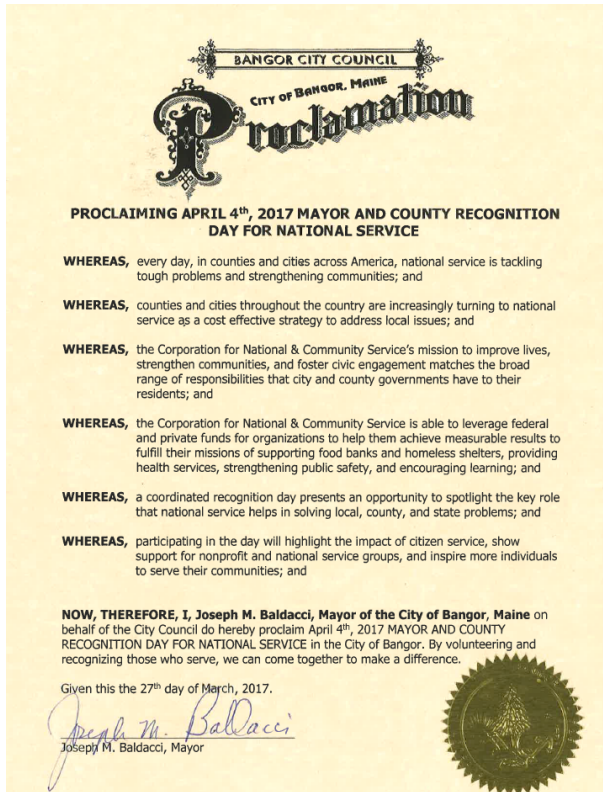 BANGOR CITY COUNCIL
CITY OF BANGOR, MAINE
Proclamation
PROCLAIMING APRIL 4th, 2017 MAYOR AND COUNTY RECOGNITION
DAY FOR NATIONAL SERVICE
WHEREAS, every day, in counties and cities across America, national service is tackling
tough problems and strengthening communities; and
WHEREAS, counties and cities throughout the country are increasingly turning to national
service as a cost effective strategy to address local issues; and
WHEREAS, the Corporation for National & Community Service's mission to improve lives,
strengthen communities, and foster civic engagement matches the broad
range of responsibilities that city and county governments have to their
residents; and
WHEREAS, the Corporation for National & Community Service is able to leverage federal
and private funds for organizations to help them achieve measurable results to
fulfill their missions of supporting food banks and homeless shelters, providing
health services, strengthening public safety, and encouraging learning; and
WHEREAS, a coordinated recognition day presents an opportunity to spotlight the key role
that national service helps in solving local, county, and state problems; and
WHEREAS, participating in the day will highlight the impact of citizen service, show
support for nonprofit and national service groups, and inspire more individuals
to serve their communities; and
NOW, THEREFORE, I, Joseph M. Baldacci, Mayor of the City of Bangor, Maine on
behalf of the City Council do hereby proclaim April 4th, 2017 MAYOR AND COUNTY
RECOGNITION DAY FOR NATIONAL SERVICE in the City of Bangor. By volunteering and
recognizing those who serve, we can come together to make a difference.
Given this the 27th day of March, 2017.
Joseph M. Baldacci
Joseph M. Baldacci, Mayor